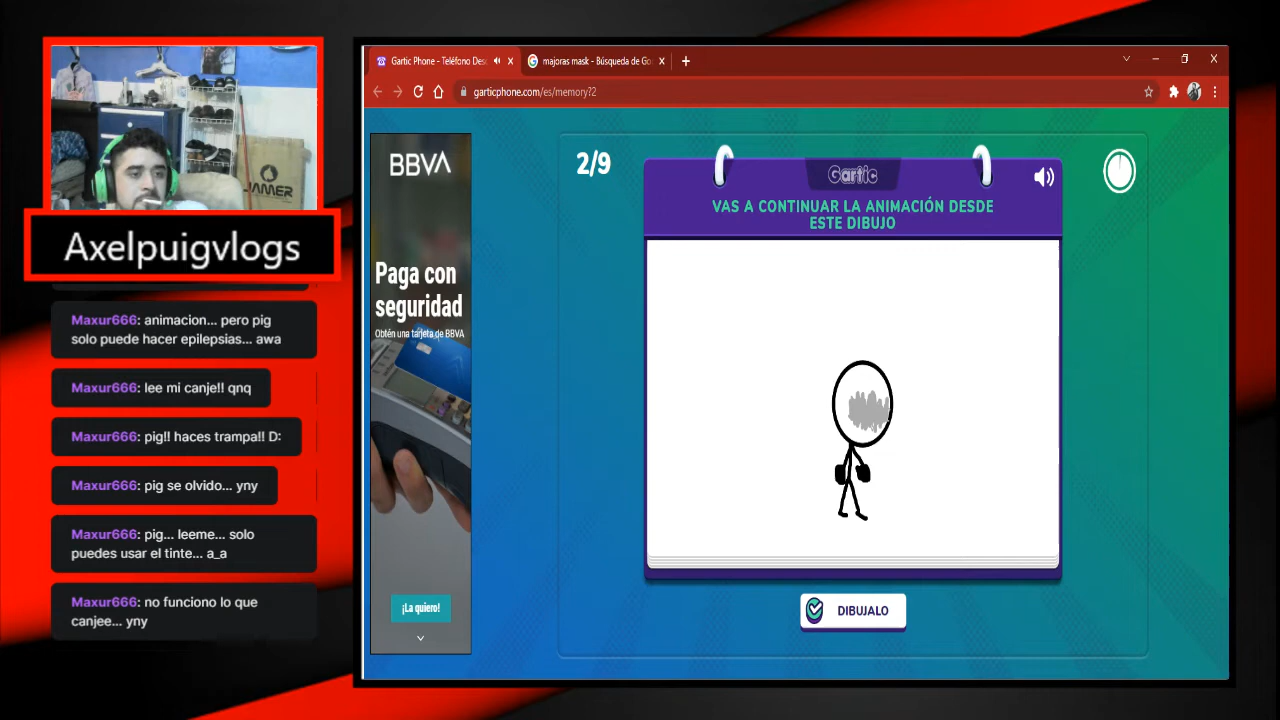 Gartic Phone - Teléfono Des
majoras mask - Búsqueda de Go
garticphone.com/es/memory?2
JAMER
Axelpuigvlogs
Maxur666: animacion... pero pig
solo puede hacer epilepsias... awa
Maxur666: lee mi canje!! qnq
Maxur666: pig!! haces trampa!! D:
Maxur666: pig se olvido... yny
Maxur666: pig... leeme... solo
puedes usar el tinte... a_a
Maxur666: no funciono lo que
canjee... yny
BBVA
Paga con
seguridad
Obtén una tarjeta de BBVA
¡La quiero!
2/9
Gartic
VAS A CONTINUAR LA ANIMACIÓN DESDE
ESTE DIBUJO
DIBUJALO